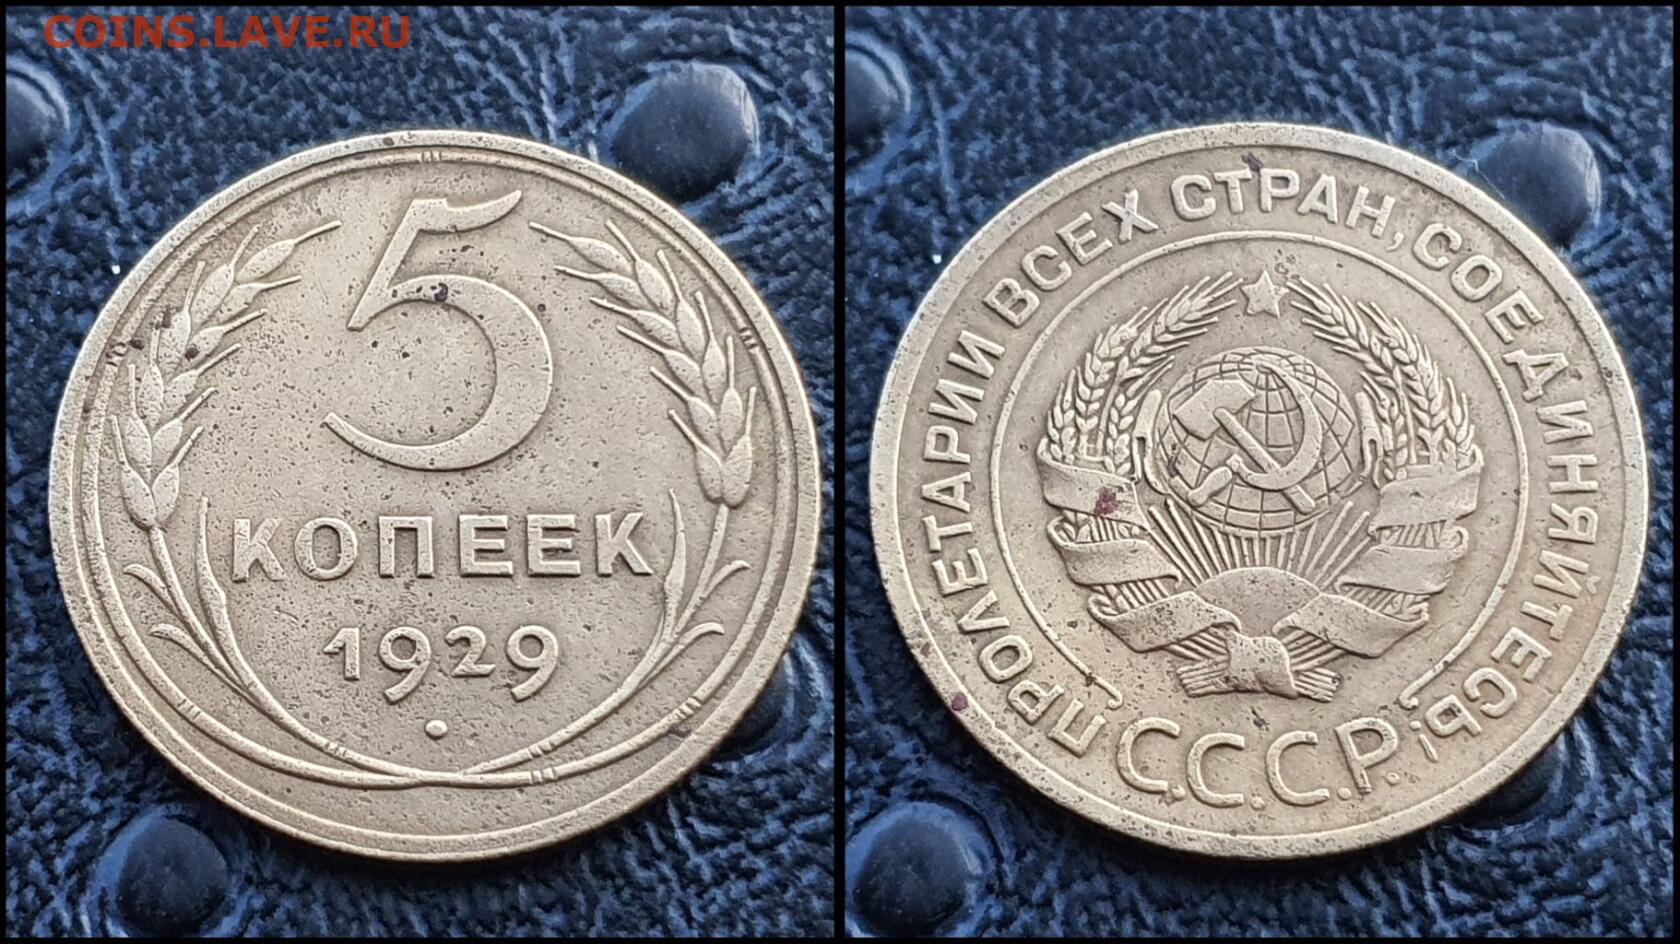 COINS.LAVE.RU
5
КОПЕЕК
1929
ПРОЛЕТАРИИ ВСЕХ СТРАН, СОЕДИНЯЙТЕСЬ!
С.С.С.Р.